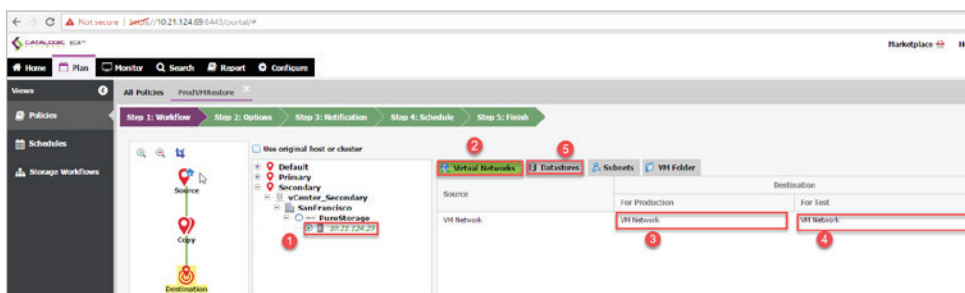 Not secure | https://10.21.124.69:8443/portal/#
CATALOGIC ECX™
Marketplace
Home Plan Monitor Search Report Configure
Views
All Policies ProdVMRestore X
Policies
Schedules
Storage Workflows
Step 1: Workflow Step 2: Options Step 3: Notification Step 4: Schedule Step 5: Finish
Source
Copy
Destination
Use original host or cluster
Default
Primary
Secondary
vCenter_Secondary
SanFrancisco
PureStorage
10.21.124.29
1
2
5
Virtual Networks Datastores Subnets VM Folder
Source
Destination
For Production For Test
VM Network VM Network VM Network
3
4